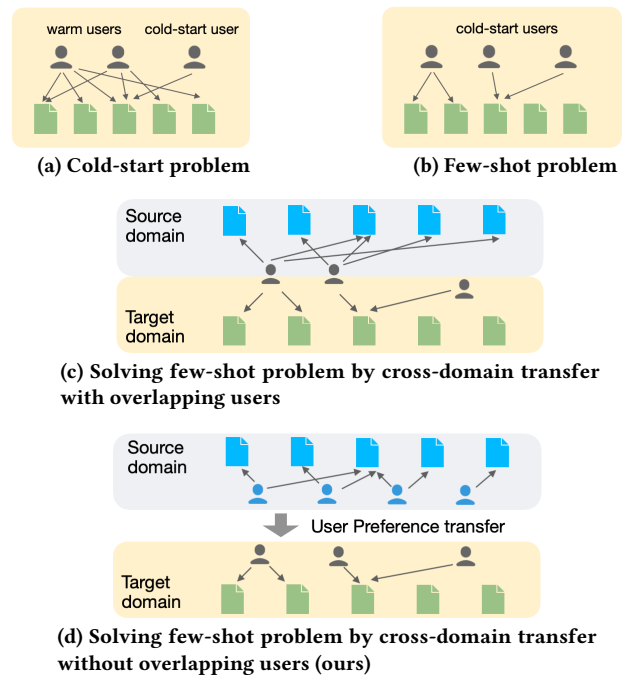 warm users
cold-start user
(a) Cold-start problem
cold-start users
(b) Few-shot problem
Source
domain
Target
domain
(c) Solving few-shot problem by cross-domain transfer
with overlapping users
Source
domain
User Preference transfer
Target
domain
(d) Solving few-shot problem by cross-domain transfer
without overlapping users (ours)